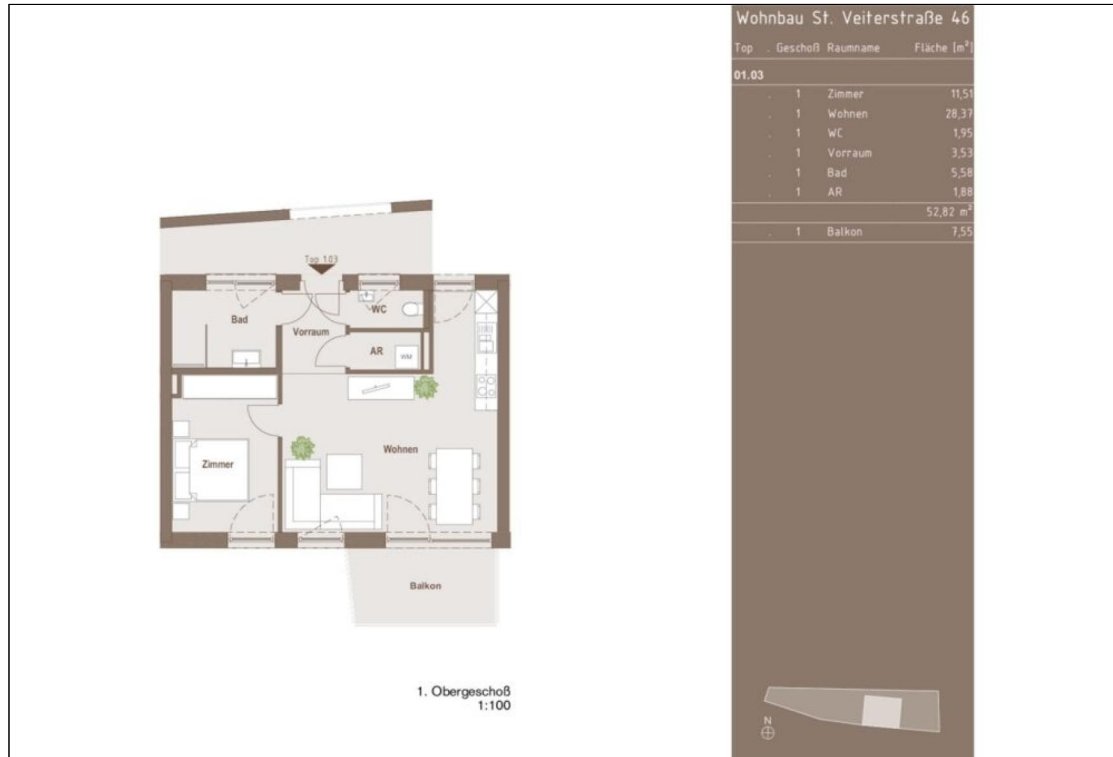 Wohnbau St. Veiterstraße 46
Top . Geschoß Raumname Fläche [m²]
01.03
. 1 Zimmer 11,51
. 1 Wohnen 28,37
. 1 WC 1,95
. 1 Vorraum 3,53
. 1 Bad 5,58
. 1 AR 1,88
52,82 m²
. 1 Balkon 7,55
Top 1.03
Bad
WC
Vorraum
AR
WM
Wohnen
Zimmer
Balkon
1. Obergeschoß
1:100
N